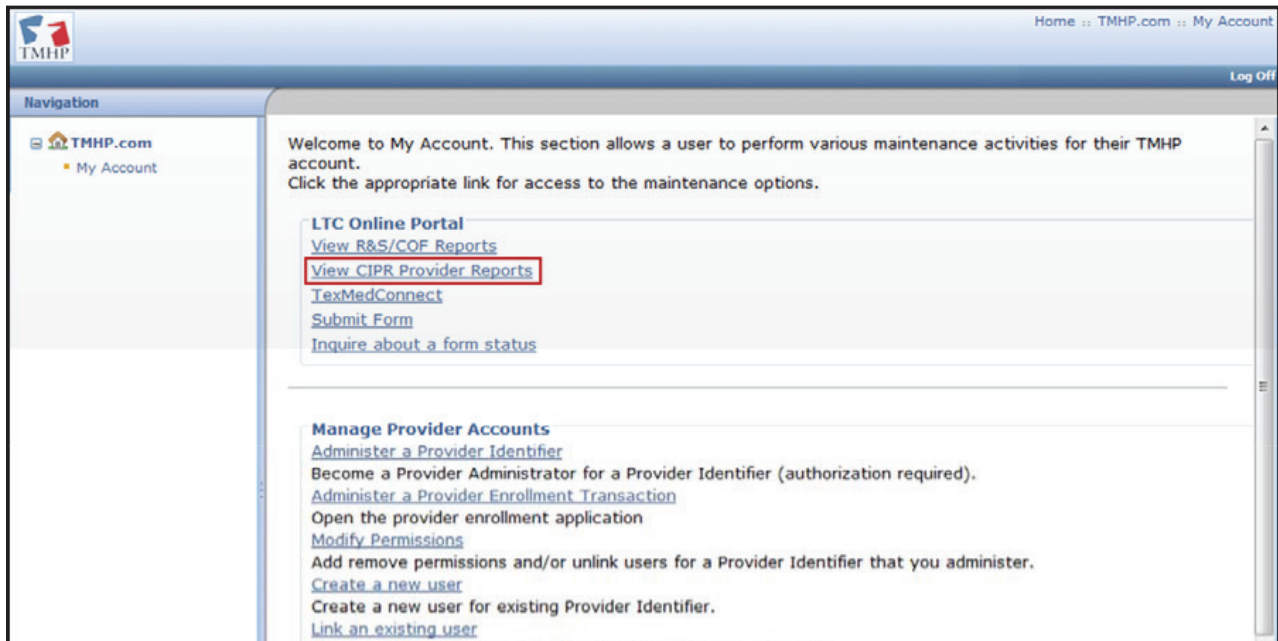 TMHP
Home :: TMHP.com :: My Account
Log Off
Navigation
TMHP.com
My Account
Welcome to My Account. This section allows a user to perform various maintenance activities for their TMHP
account.
Click the appropriate link for access to the maintenance options.
LTC Online Portal
View R&S/COF Reports
View CIPR Provider Reports
TexMedConnect
Submit Form
Inquire about a form status
Manage Provider Accounts
Administer a Provider Identifier
Become a Provider Administrator for a Provider Identifier (authorization required).
Administer a Provider Enrollment Transaction
Open the provider enrollment application
Modify Permissions
Add remove permissions and/or unlink users for a Provider Identifier that you administer.
Create a new user
Create a new user for existing Provider Identifier.
Link an existing user